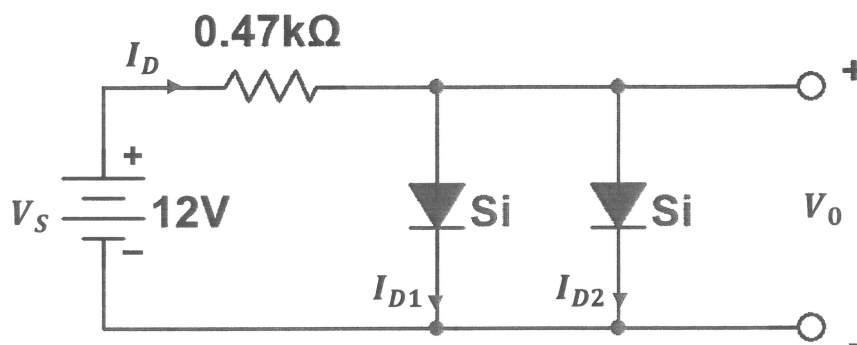 0.47kΩ
I_D
+
+
V_S 12V Si Si V_0
−
I_D1 I_D2
-